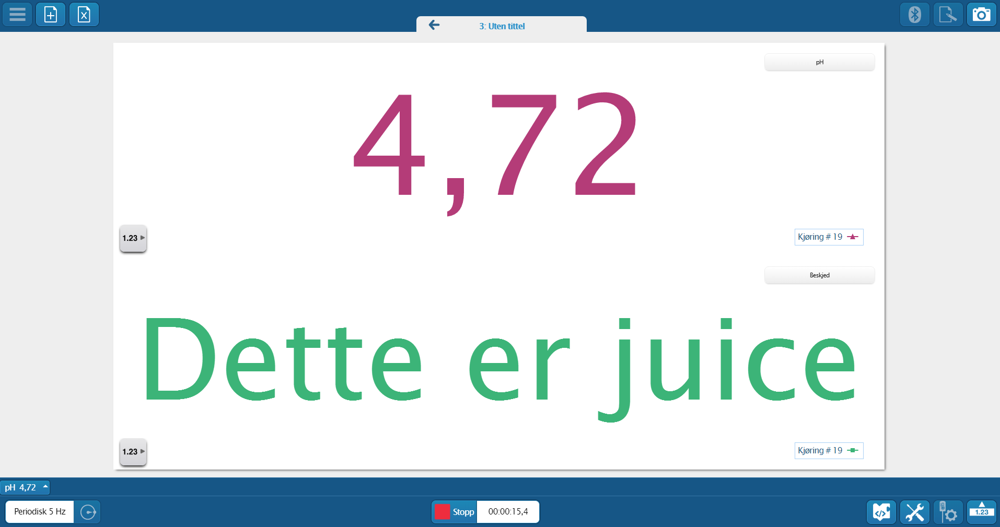 3: Uten tittel
pH
4,72
1.23
Kjøring # 19
Beskjed
Dette er juice
1.23
Kjøring # 19
pH 4,72
Periodisk 5 Hz
Stopp
00:00:15,4
1.23